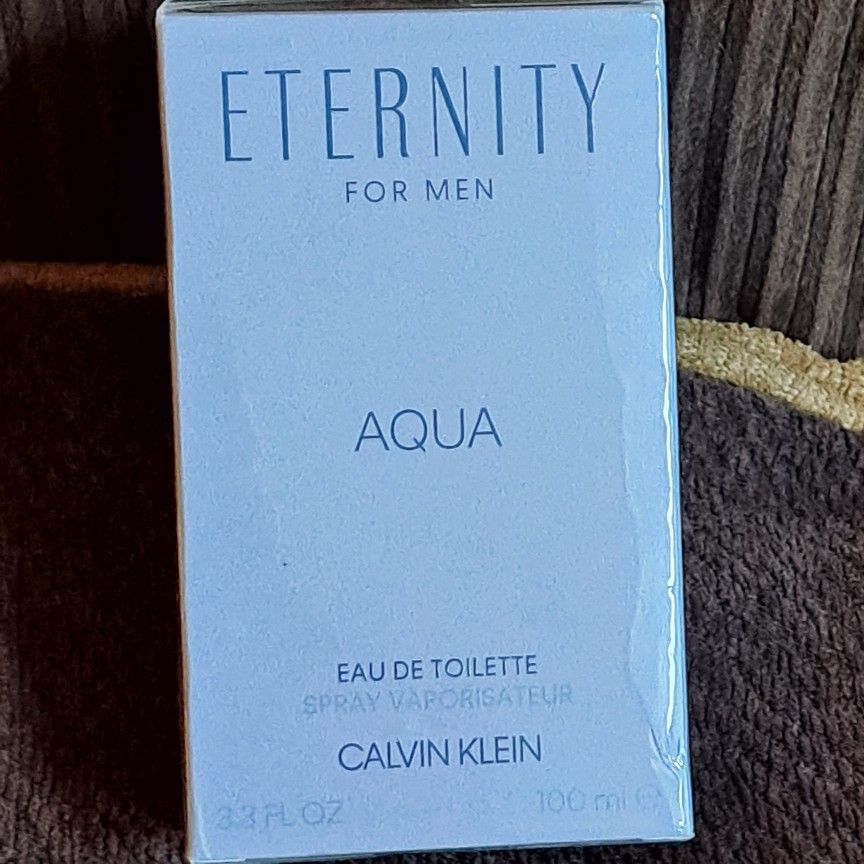 ETERNITY
FOR MEN
AQUA
EAU DE TOILETTE
SPRAY VAPORISATEUR
CALVIN KLEIN
3.3 FL OZ 100 ml ℮